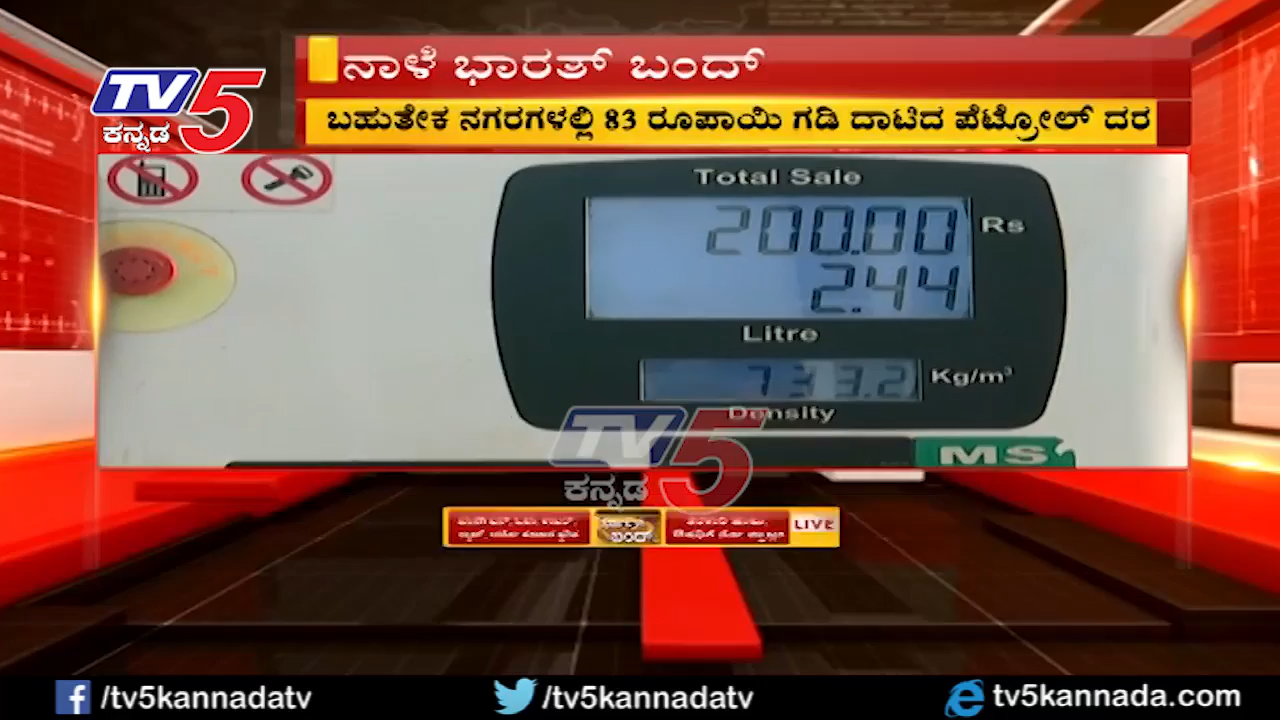 ನಾಳೆ ಭಾರತ್ ಬಂದ್
TV5
ಕನ್ನಡ
ಬಹುತೇಕ ನಗರಗಳಲ್ಲಿ 83 ರೂಪಾಯಿ ಗಡಿ ದಾಟಿದ ಪೆಟ್ರೋಲ್ ದರ
Total Sale
200.00 Rs
2.44
Litre
733.2 Kg/m³
Density
MS
TV5
ಕನ್ನಡ
ಬಂದ್
LIVE
/tv5kannadatv /tv5kannadatv tv5kannada.com